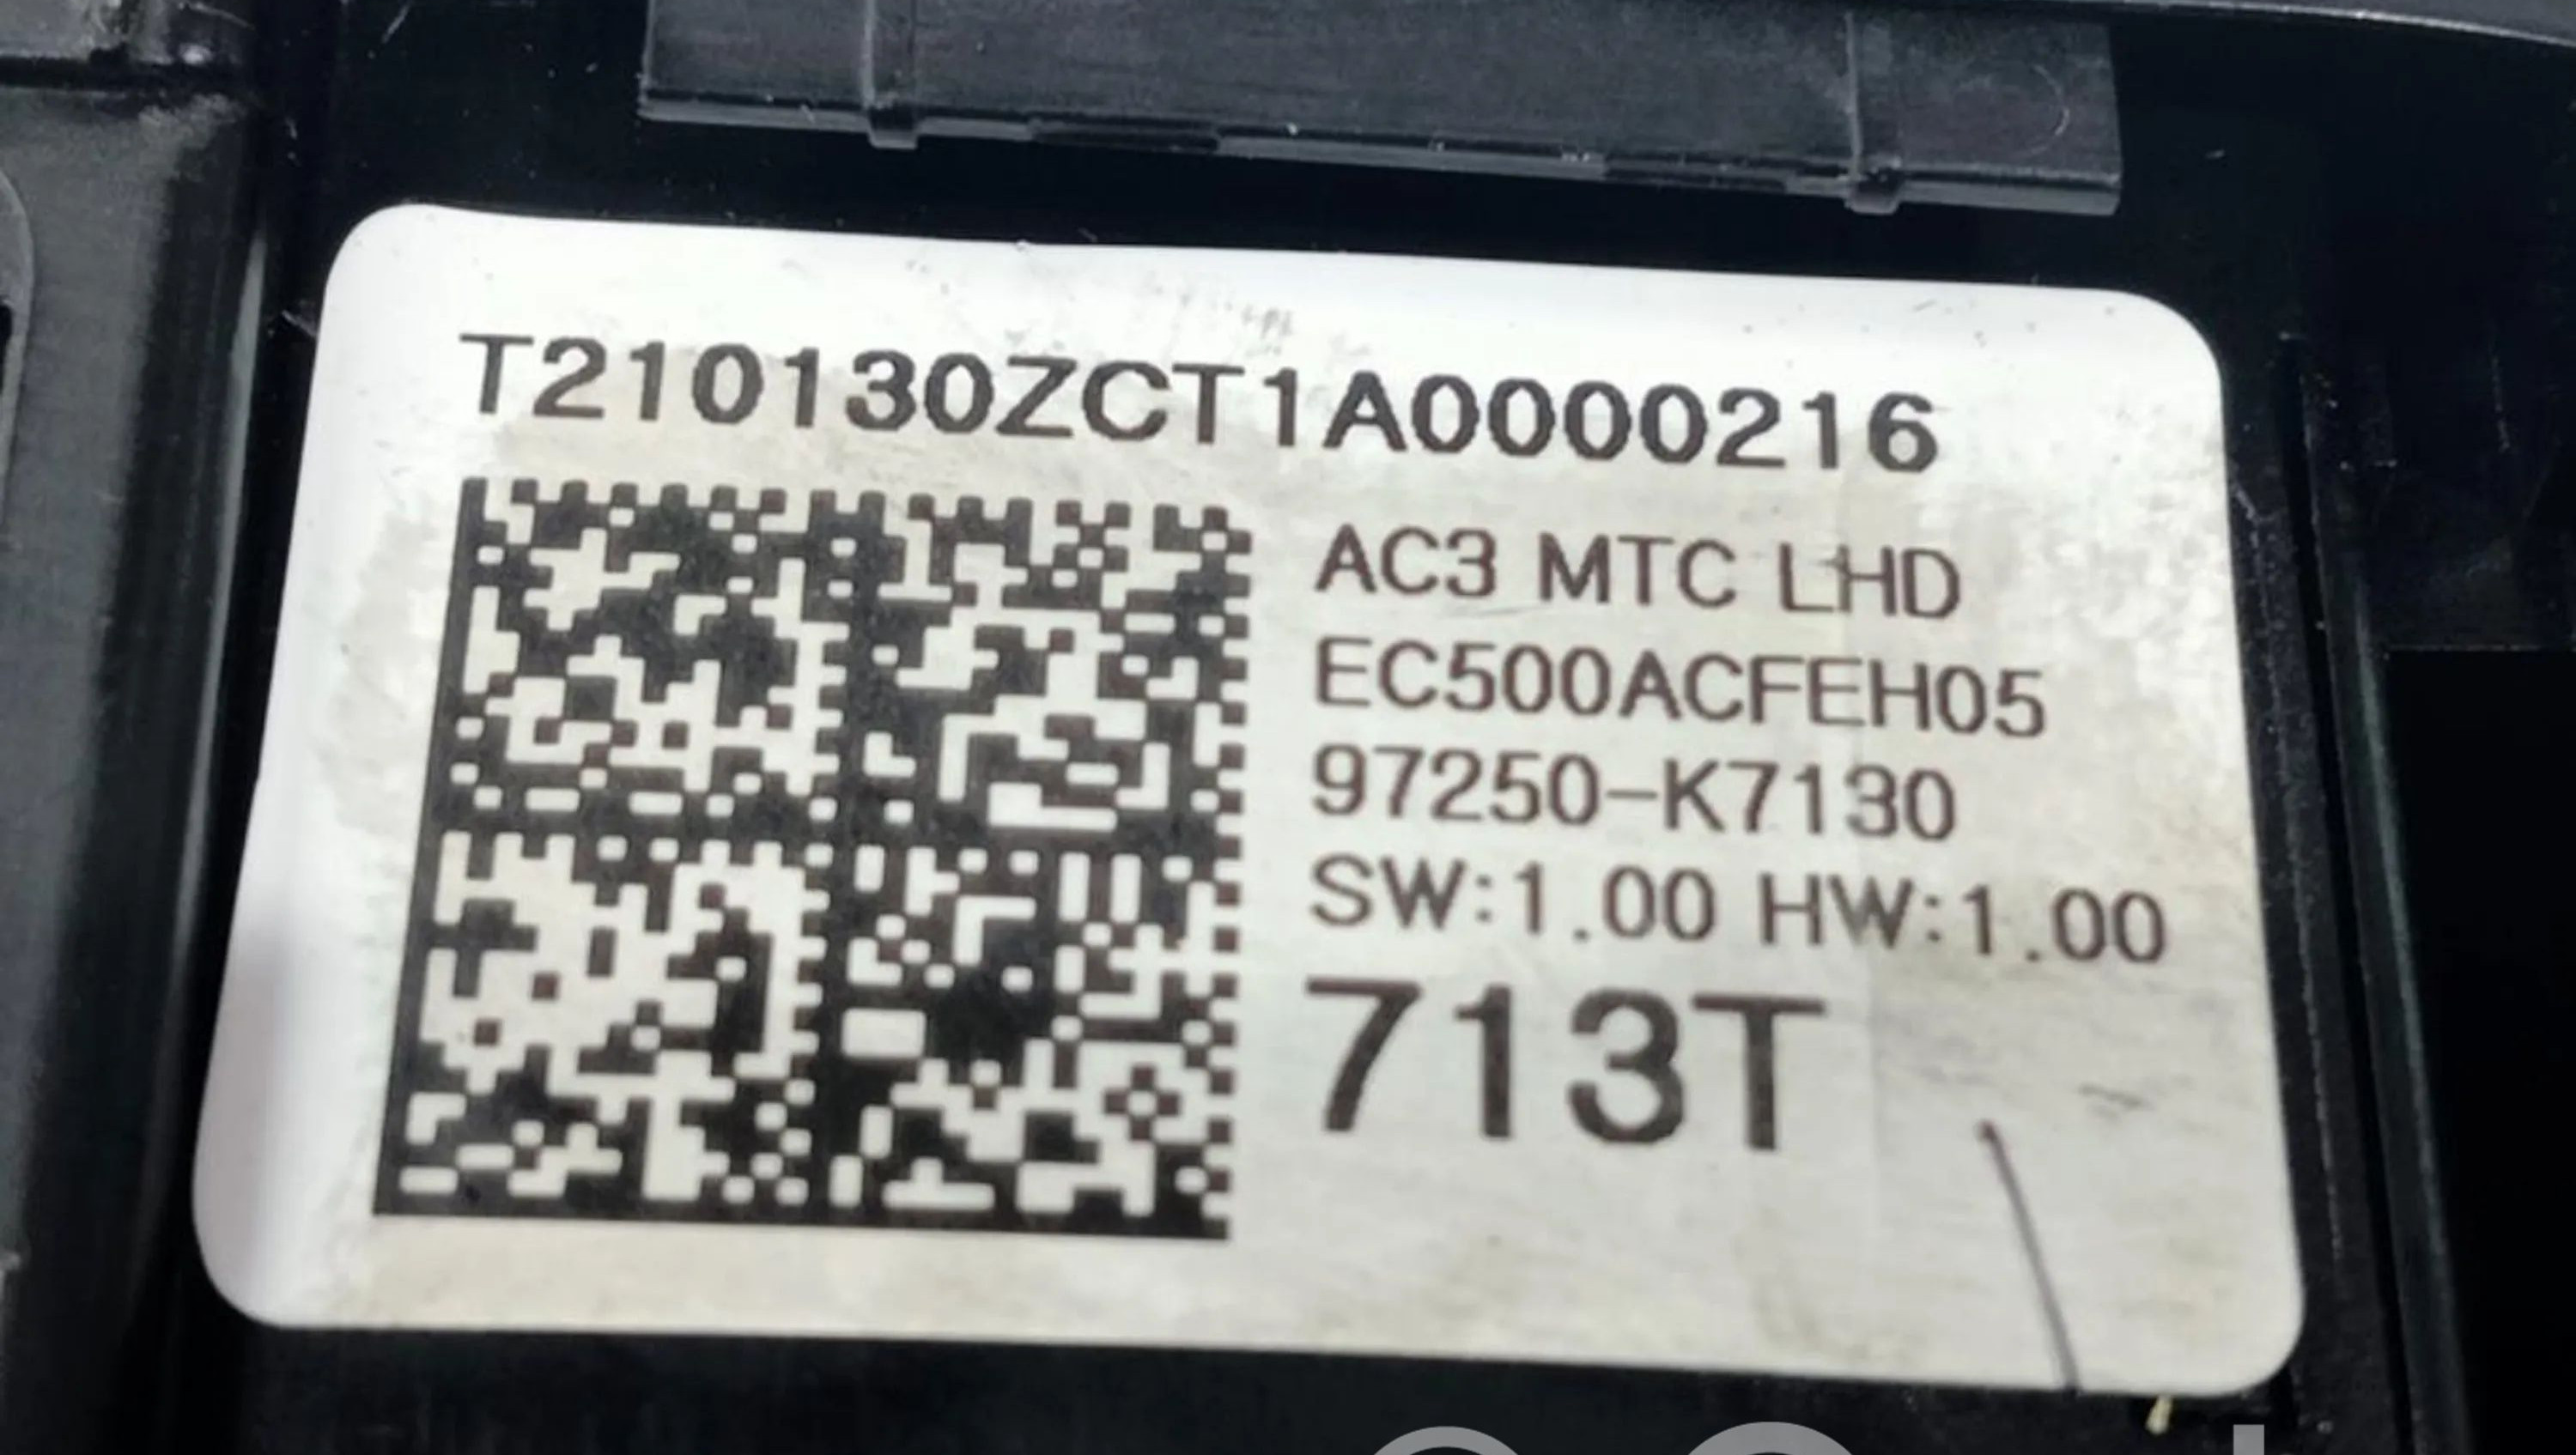 T210130ZCT1A0000216
AC3 MTC LHD
EC500ACFEH05
97250-K7130
SW:1.00 HW:1.00
713T